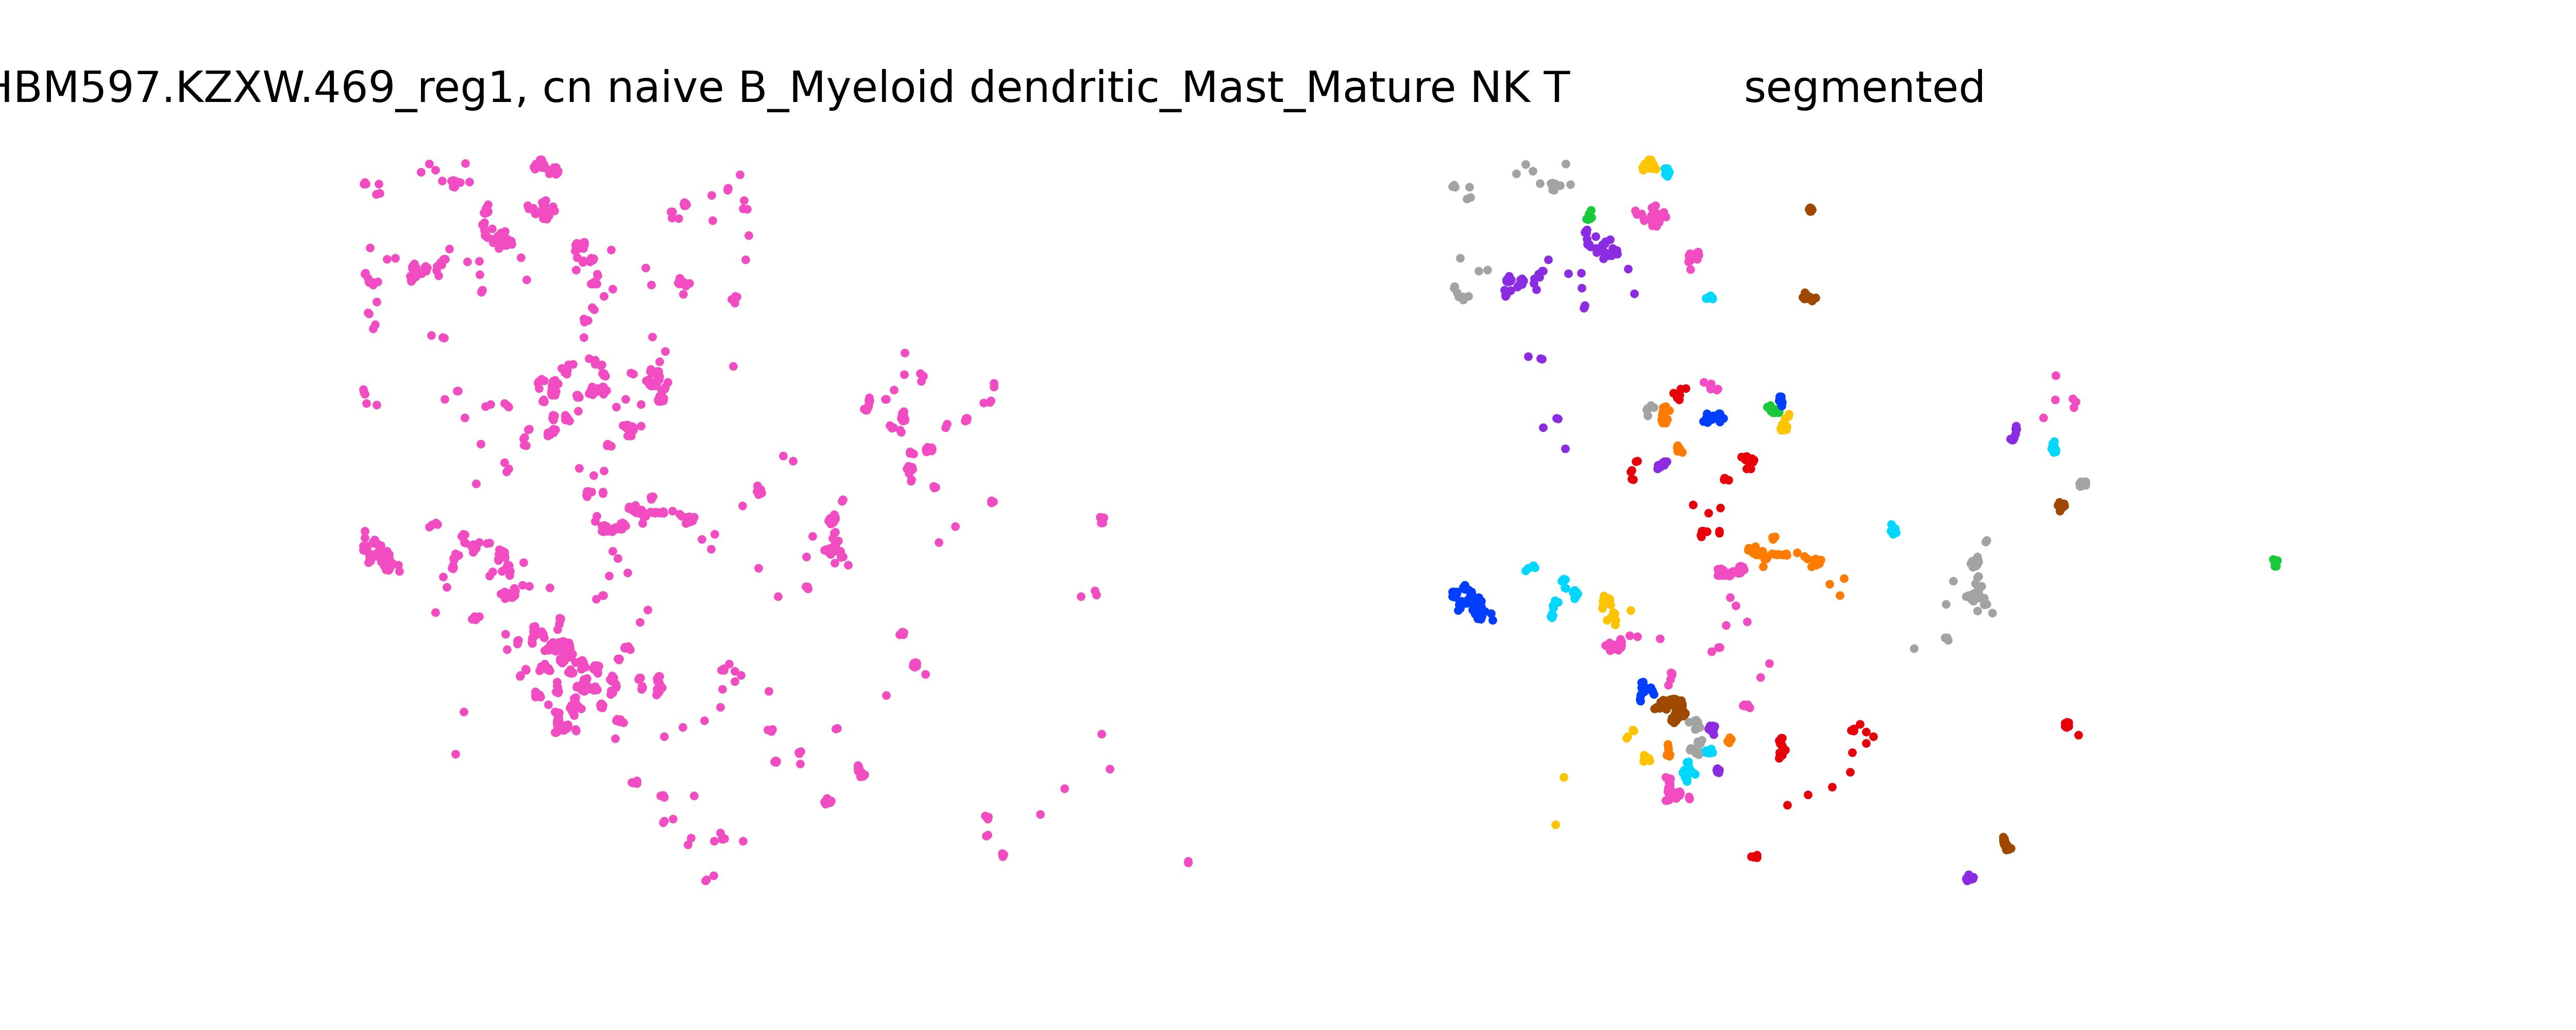 HBM597.KZXW.469_reg1, cn naive B_Myeloid dendritic_Mast_Mature NK T
segmented